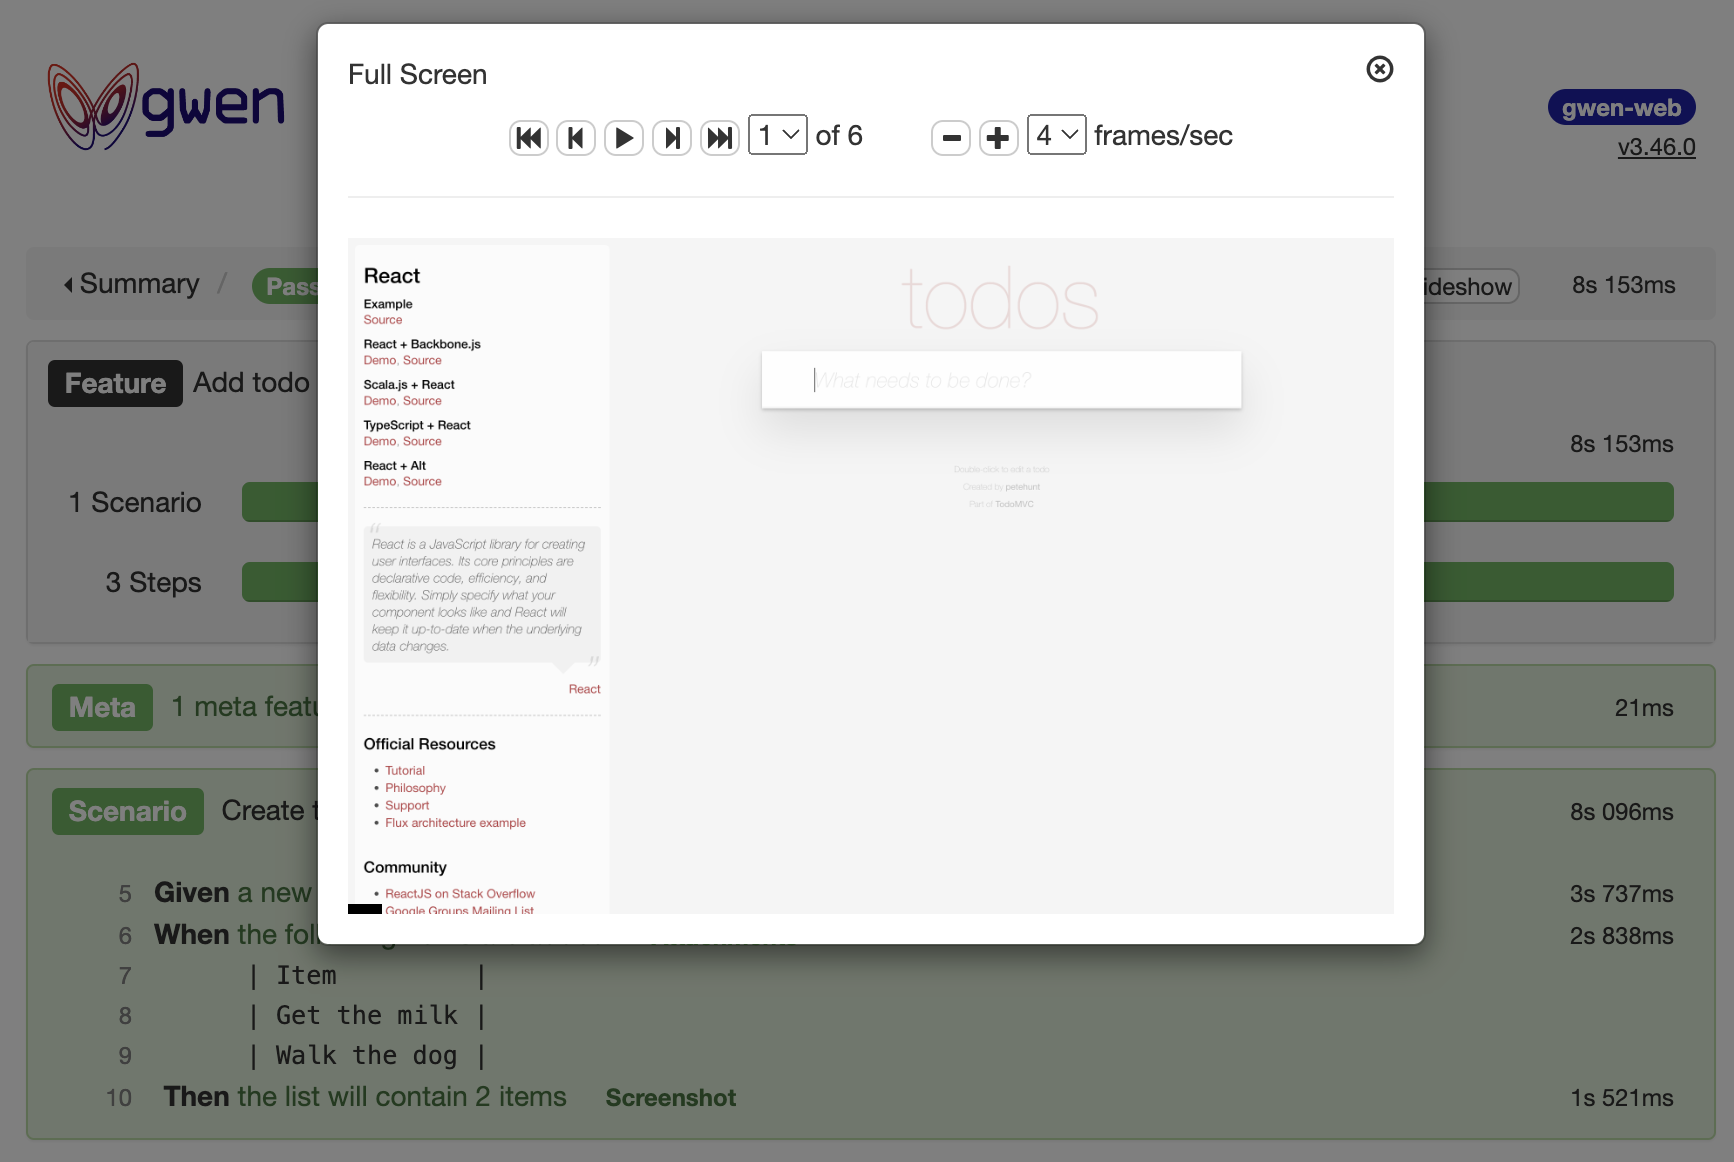 gwen
gwen-web
v3.46.0
Full Screen
1 of 6
4 frames/sec
Summary / Pass
ideshow
8s 153ms
Feature Add todo
8s 153ms
1 Scenario
3 Steps
Meta 1 meta featu
21ms
Scenario Create t
8s 096ms
5 Given a new
3s 737ms
6 When the fol
2s 838ms
7 | Item |
8 | Get the milk |
9 | Walk the dog |
10 Then the list will contain 2 items Screenshot
1s 521ms
React
Example
Source
React + Backbone.js
Demo, Source
Scala.js + React
Demo, Source
TypeScript + React
Demo, Source
React + Alt
Demo, Source
“
React is a JavaScript library for creating
user interfaces. Its core principles are
declarative code, efficiency, and
flexibility. Simply specify what your
component looks like and React will
keep it up-to-date when the underlying
data changes.
”
React
Official Resources
• Tutorial
• Philosophy
• Support
• Flux architecture example
Community
• ReactJS on Stack Overflow
Google Groups Mailing List
todos
What needs to be done?
Double-click to edit a todo
Created by petehunt
Part of TodoMVC